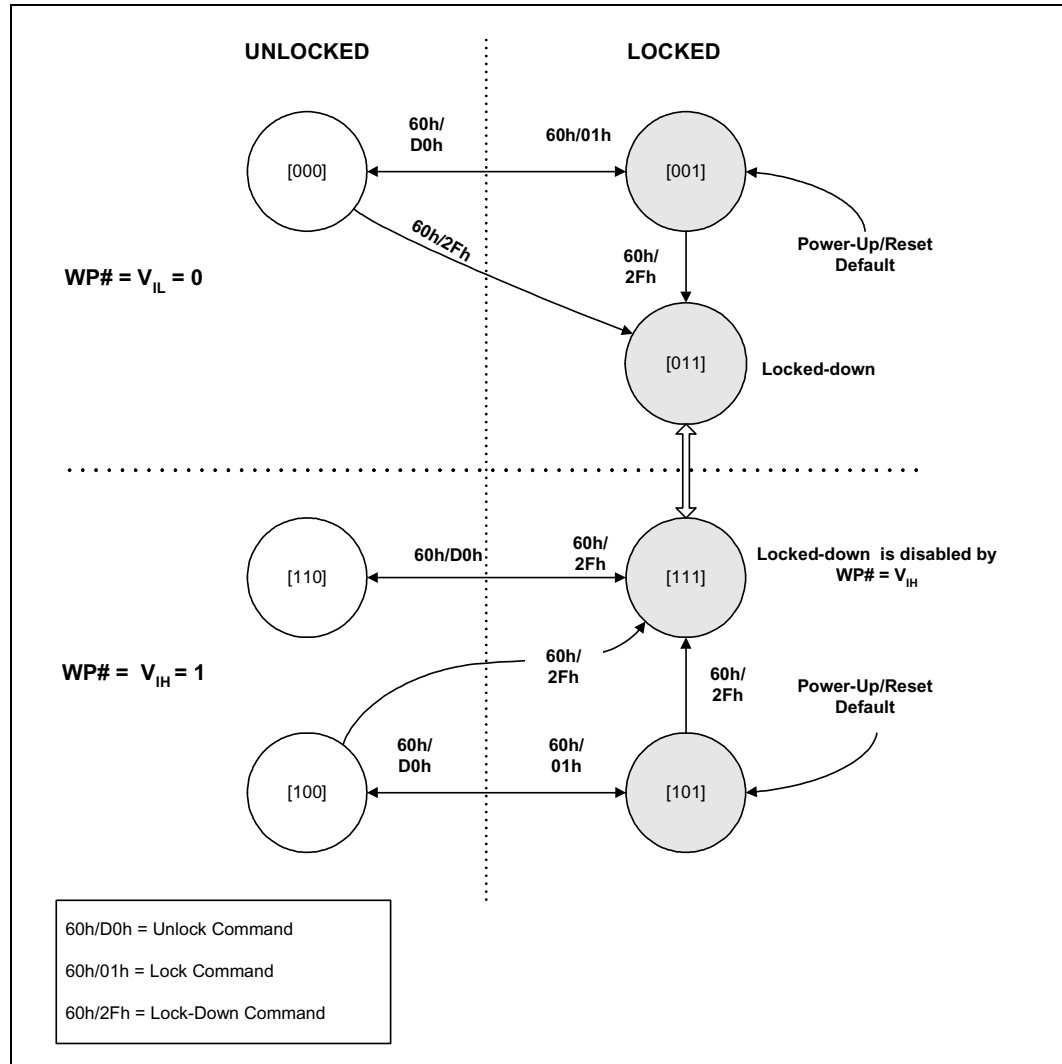 UNLOCKED
LOCKED
60h/
D0h
60h/01h
[000]
[001]
60h/2Fh
60h/
2Fh
Power-Up/Reset
Default
WP# = VIL = 0
[011]
Locked-down
60h/D0h
60h/
2Fh
[110]
[111]
Locked-down is disabled by
WP# = VIH
WP# = VIH = 1
60h/
2Fh
60h/
2Fh
Power-Up/Reset
Default
60h/
D0h
60h/
01h
[100]
[101]
60h/D0h = Unlock Command
60h/01h = Lock Command
60h/2Fh = Lock-Down Command